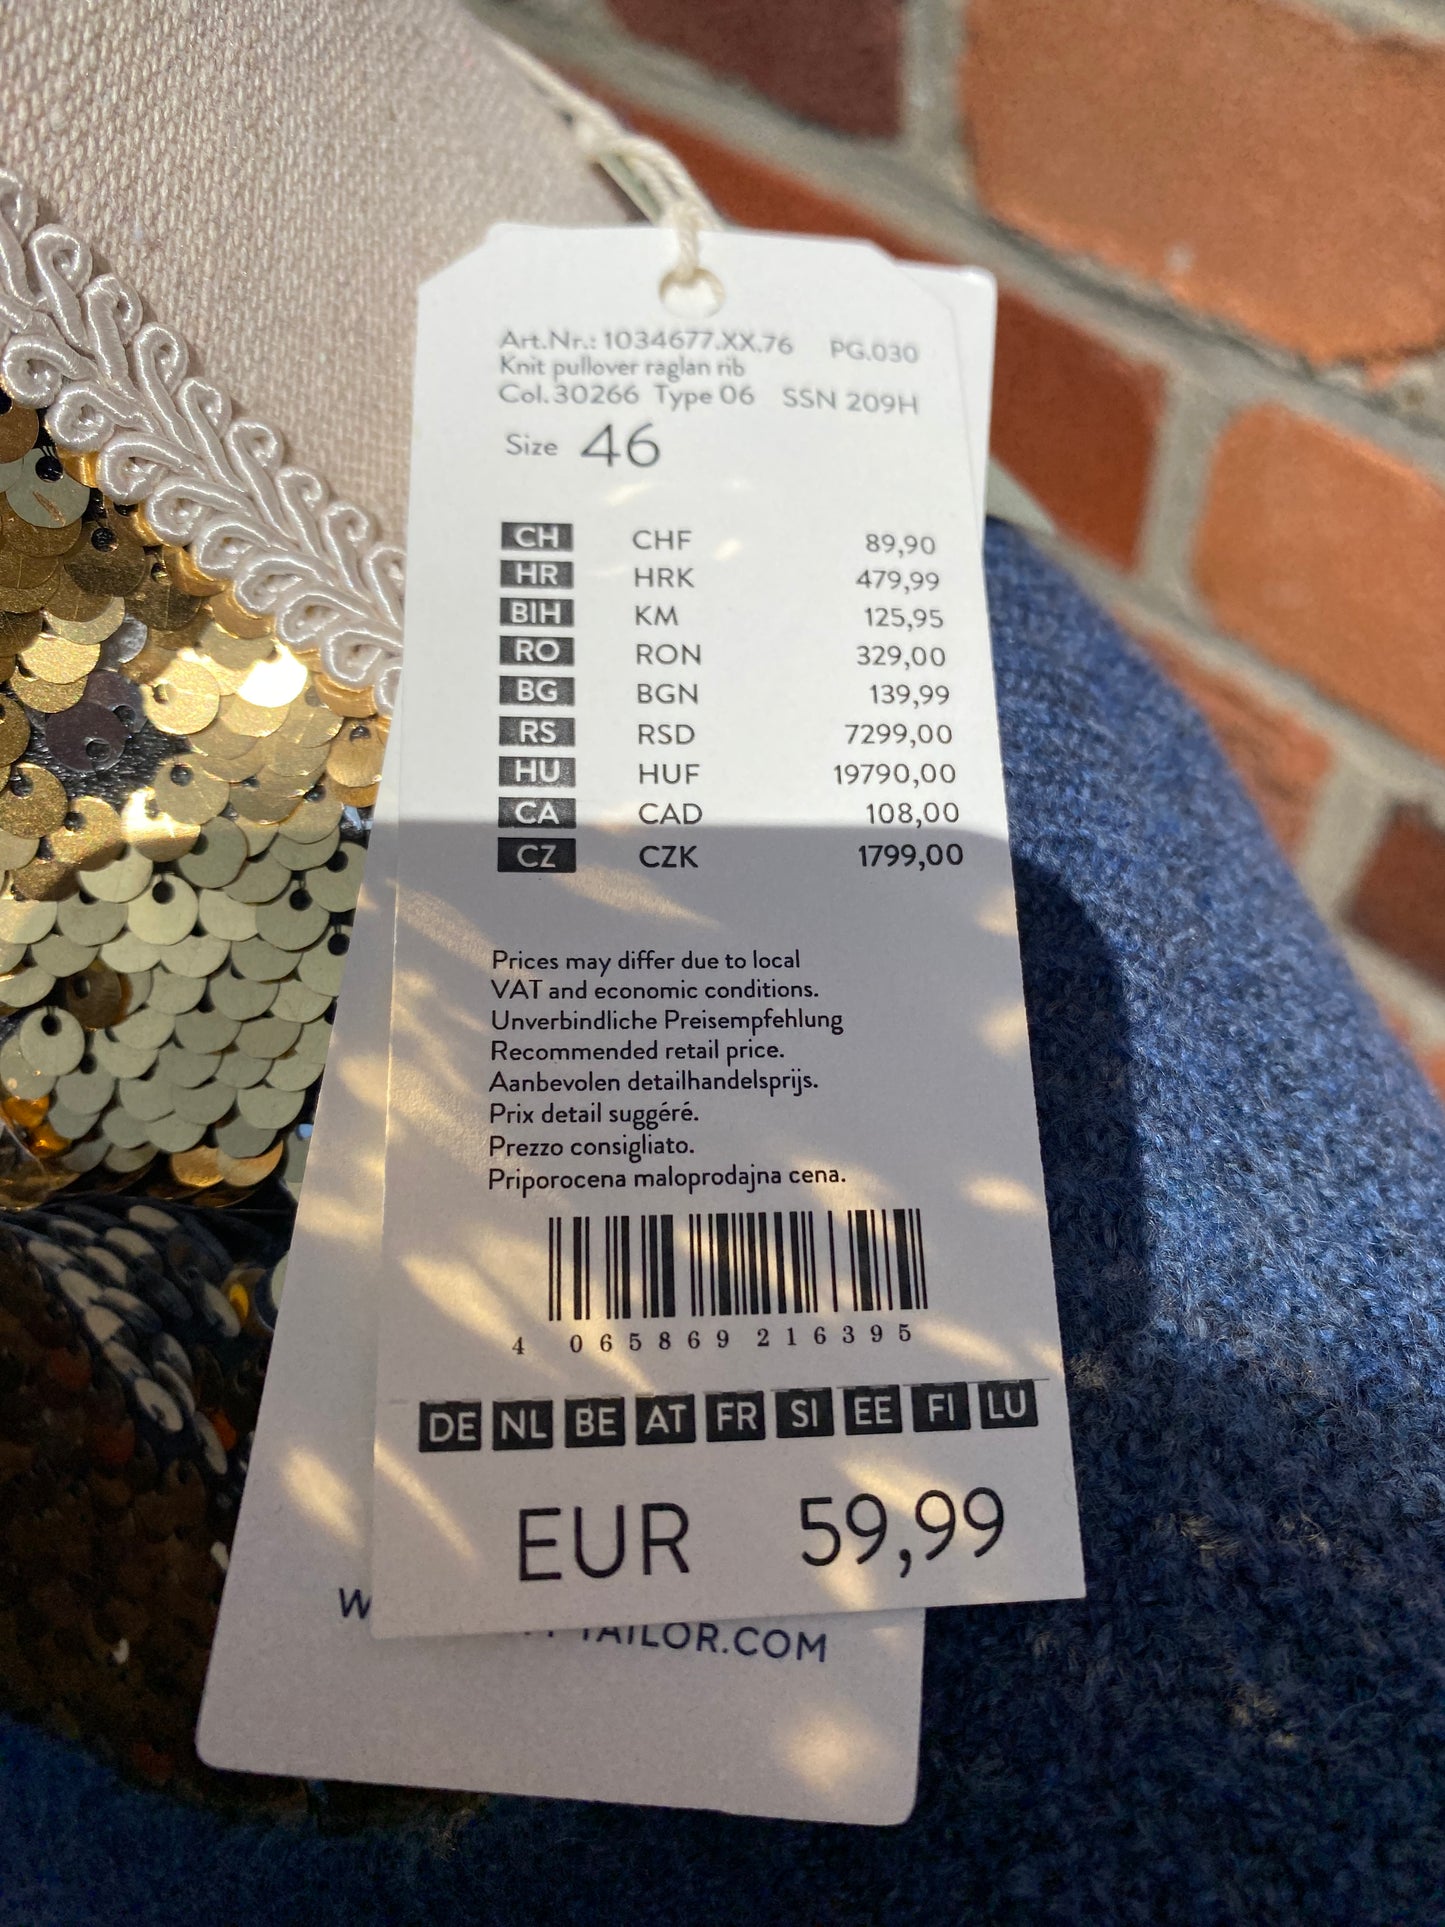 Art.Nr.: 1034677.XX.76 PG.030
Knit pullover raglan rib
Col. 30266 Type 06 SSN 209H
Size 46
CH CHF 89,90
HR HRK 479,99
BIH KM 125,95
RO RON 329,00
BG BGN 139,99
RS RSD 7299,00
HU HUF 19790,00
CA CAD 108,00
CZ CZK 1799,00
Prices may differ due to local
VAT and economic conditions.
Unverbindliche Preisempfehlung
Recommended retail price.
Aanbevolen detailhandelsprijs.
Prix detail suggéré.
Prezzo consigliato.
Priporocena maloprodajna cena.
4 065869 216395
DE NL BE AT FR SI EE FI LU
EUR 59,99
TAILOR.COM